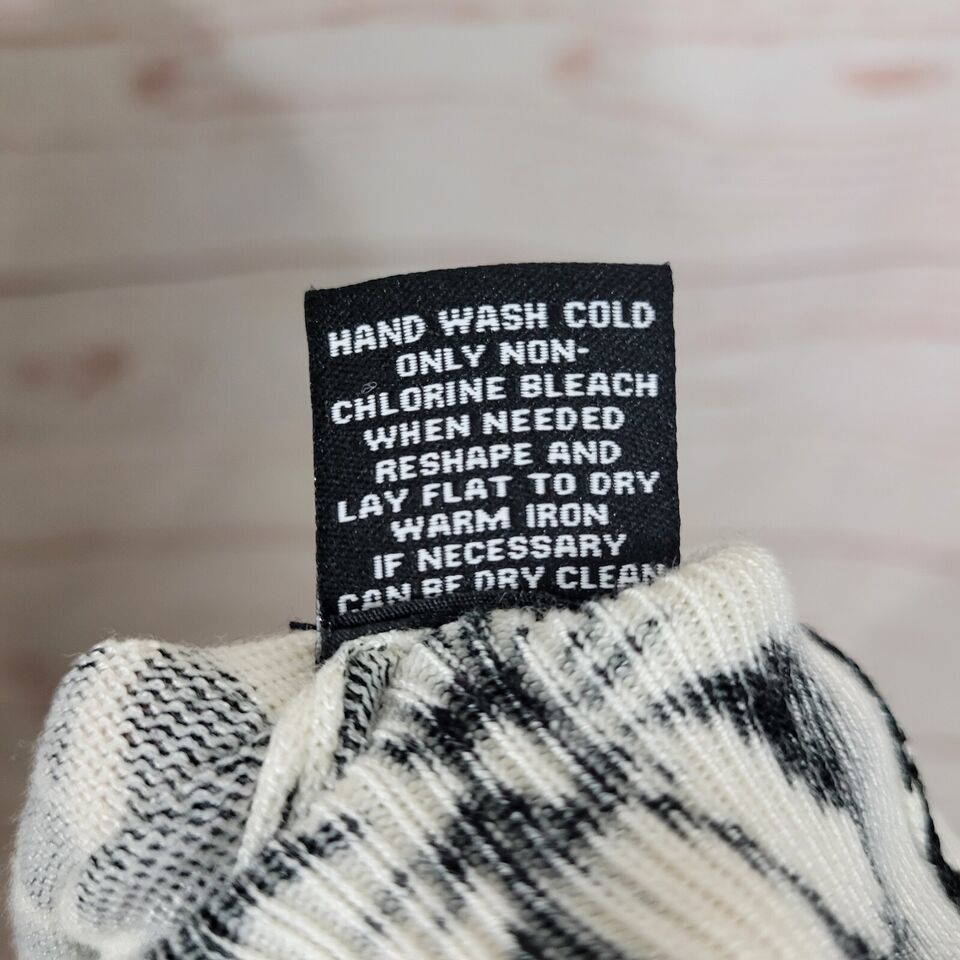 HAND WASH COLD
ONLY NON-
CHLORINE BLEACH
WHEN NEEDED
RESHAPE AND
LAY FLAT TO DRY
WARM IRON
IF NECESSARY
CAN BE DRY CLEAN